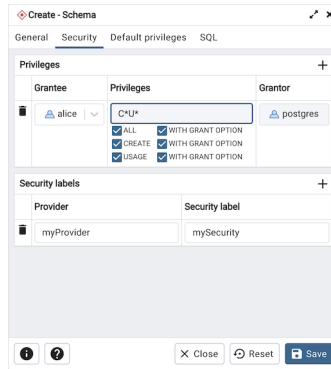 Create - Schema
General Security Default privileges SQL
Privileges
Grantee Privileges Grantor
alice C*U* postgres
ALL WITH GRANT OPTION
CREATE WITH GRANT OPTION
USAGE WITH GRANT OPTION
Security labels
Provider Security label
myProvider mySecurity
Close Reset Save